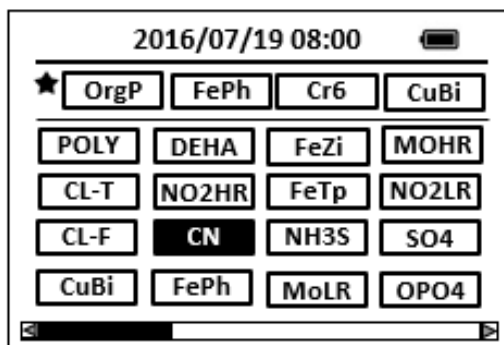 2016/07/19 08:00
OrgP FePh Cr6 CuBi
POLY DEHA FeZi MOHR
CL-T NO2HR FeTp NO2LR
CL-F CN NH3S SO4
CuBi FePh MoLR OPO4